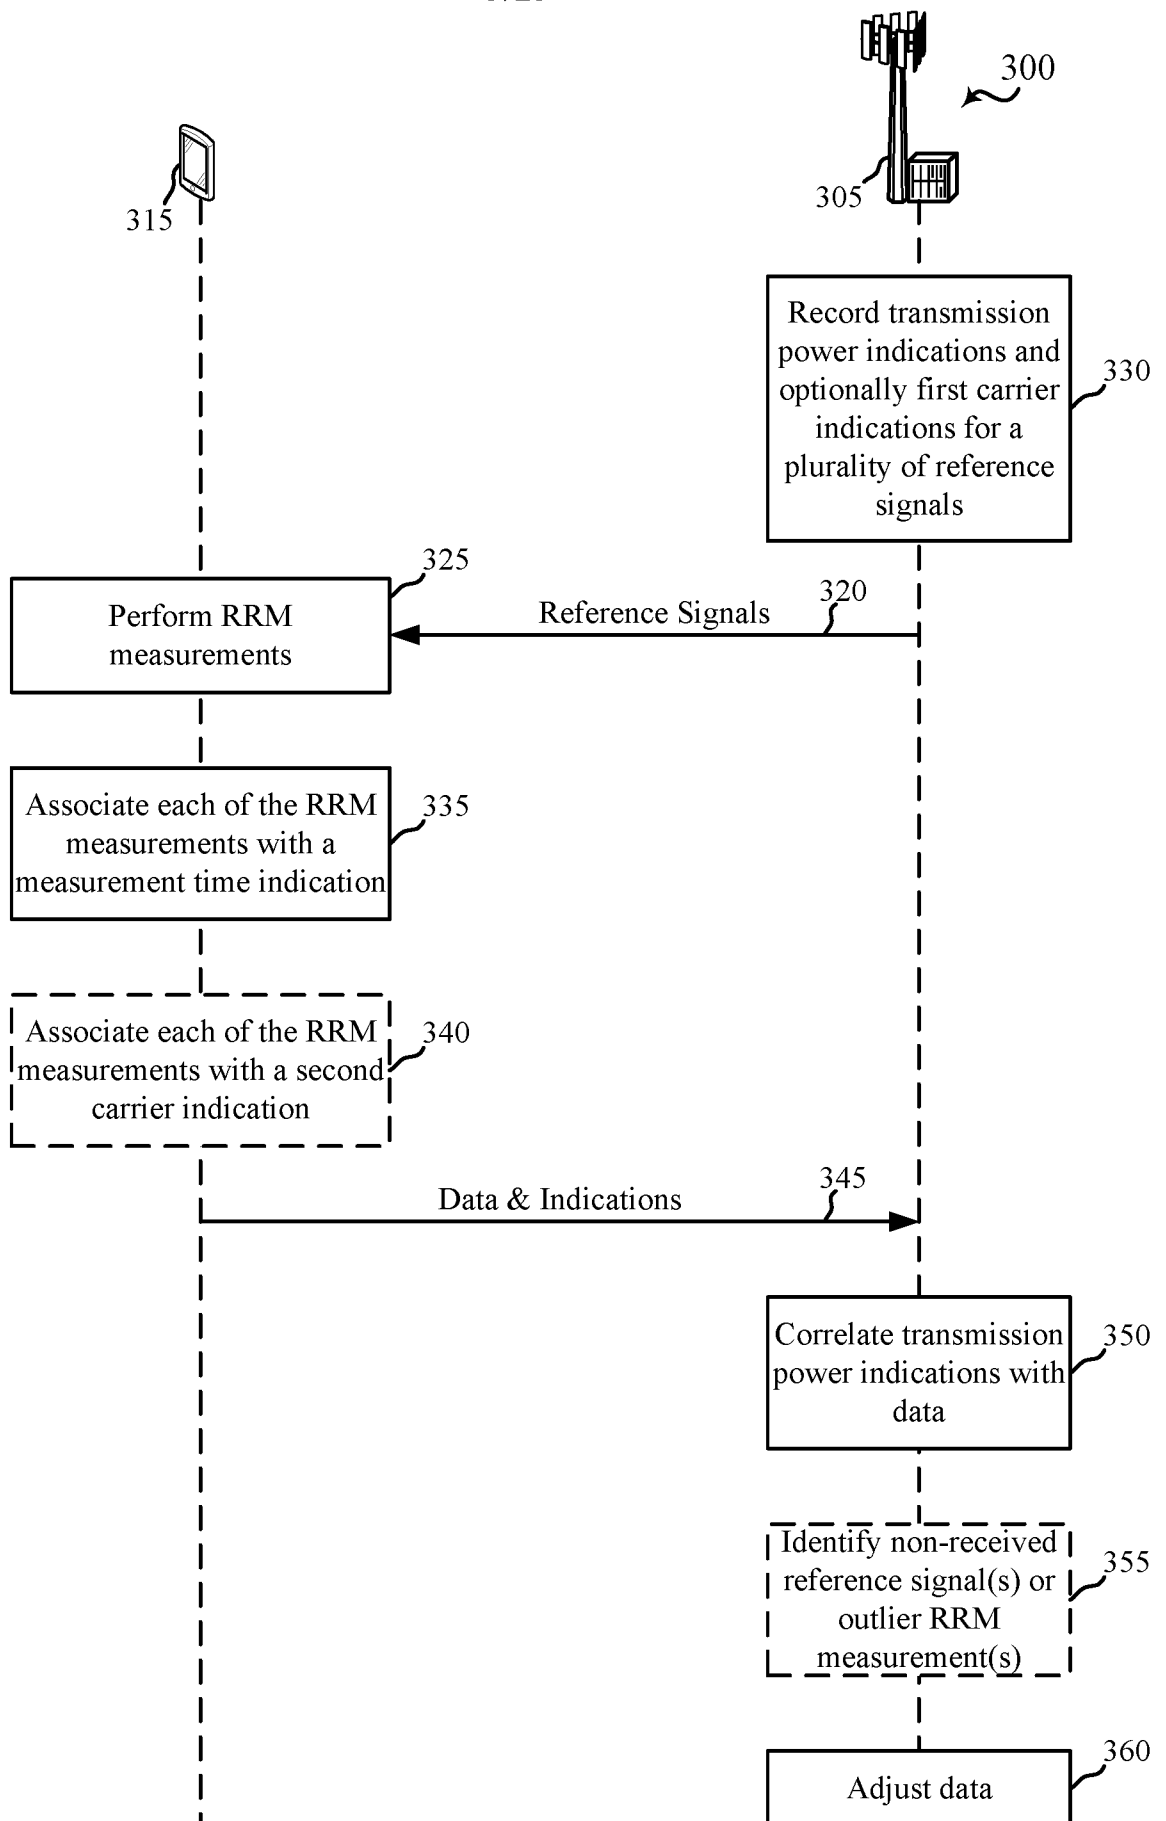 300
305
315
Record transmission
power indications and
optionally first carrier
indications for a
plurality of reference
signals
330
325
Perform RRM
measurements
Reference Signals
320
Associate each of the RRM
measurements with a
measurement time indication
335
Associate each of the RRM
measurements with a second
carrier indication
340
Data & Indications
345
Correlate transmission
power indications with
data
350
Identify non-received
reference signal(s) or
outlier RRM
measurement(s)
355
360
Adjust data